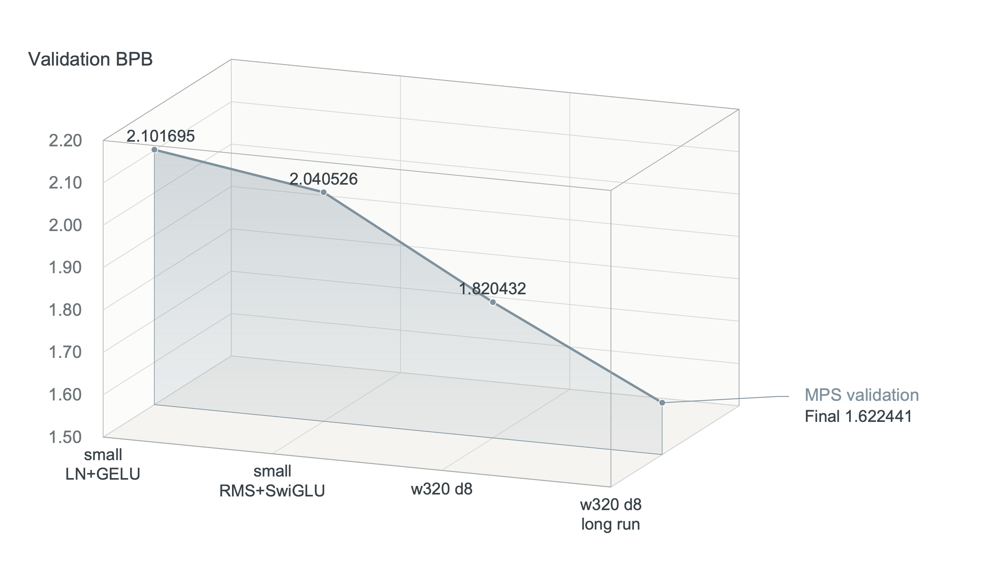 Validation BPB
2.20
2.10
2.00
1.90
1.80
1.70
1.60
1.50
2.101695
2.040526
1.820432
MPS validation
Final 1.622441
small
LN+GELU
small
RMS+SwiGLU
w320 d8
w320 d8
long run